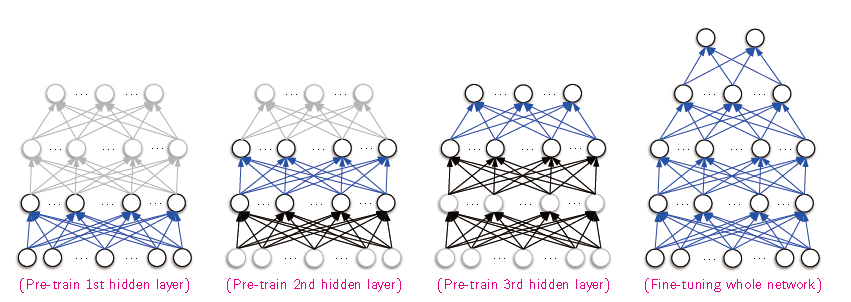 (Pre-train 1st hidden layer)
(Pre-train 2nd hidden layer)
(Pre-train 3rd hidden layer)
(Fine-tuning whole network)